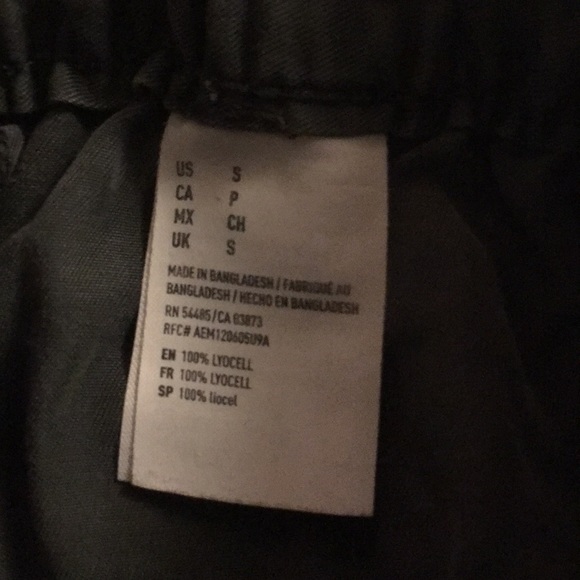 US S
CA P
MX CH
UK S
MADE IN BANGLADESH / FABRIQUÉ AU
BANGLADESH / HECHO EN BANGLADESH
RN 54485/CA 03873
RFC# AEM120605U9A
EN 100% LYOCELL
FR 100% LYOCELL
SP 100% liocel